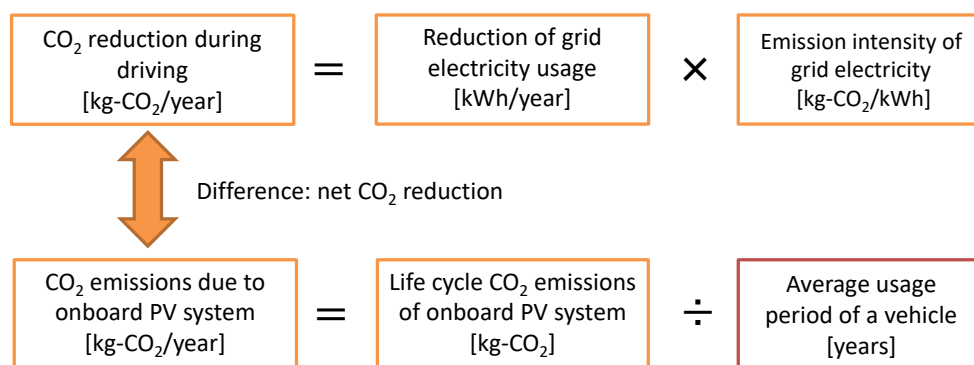 CO₂ reduction during
driving
[kg-CO₂/year]
=
Reduction of grid
electricity usage
[kWh/year]
×
Emission intensity of
grid electricity
[kg-CO₂/kWh]
Difference: net CO₂ reduction
CO₂ emissions due to
onboard PV system
[kg-CO₂/year]
=
Life cycle CO₂ emissions
of onboard PV system
[kg-CO₂]
÷
Average usage
period of a vehicle
[years]